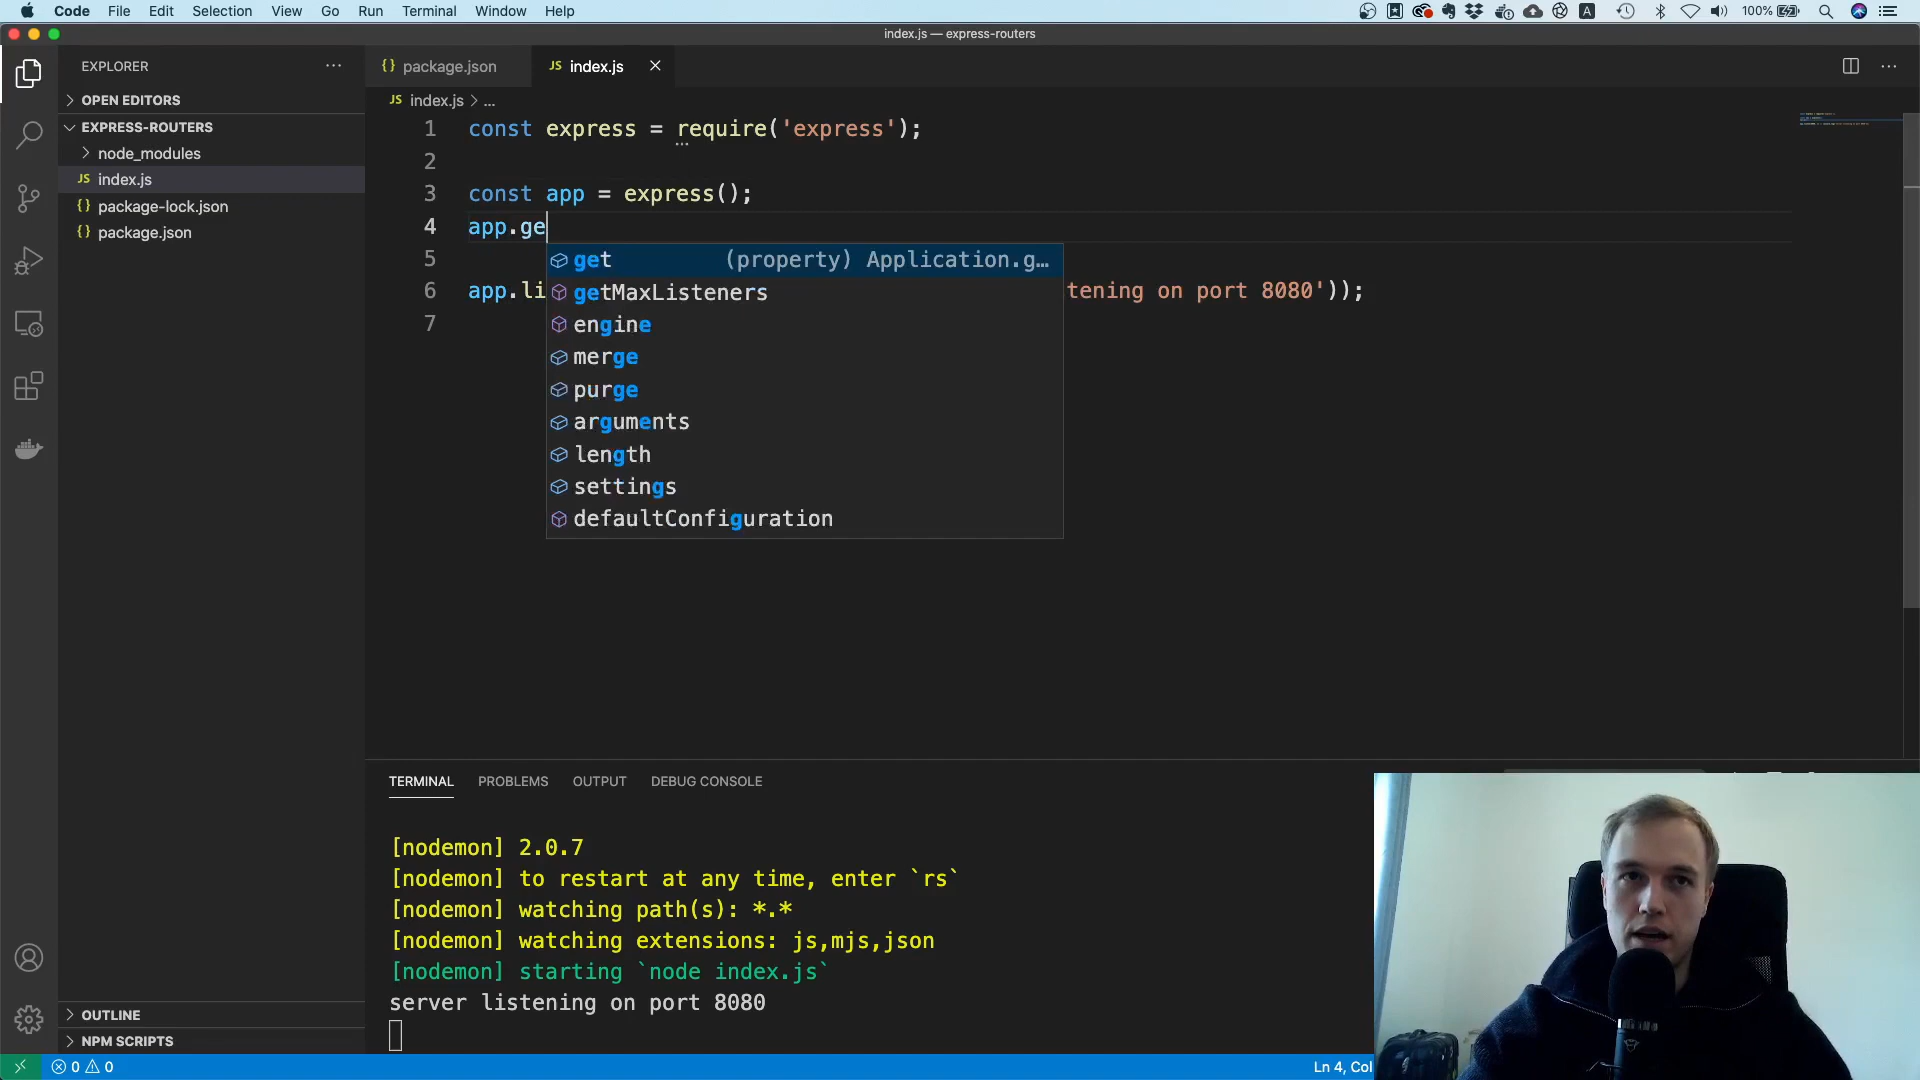 Code File Edit Selection View Go Run Terminal Window Help
A 100%
index.js — express-routers
EXPLORER ...
{} package.json
JS index.js
OPEN EDITORS
JS index.js > ...
EXPRESS-ROUTERS
node_modules
JS index.js
{} package-lock.json
{} package.json
1 const express = require('express');
2
3 const app = express();
4 app.ge
5
6 app.li tening on port 8080'));
7
get (property) Application.g…
getMaxListeners
engine
merge
purge
arguments
length
settings
defaultConfiguration
TERMINAL PROBLEMS OUTPUT DEBUG CONSOLE
[nodemon] 2.0.7
[nodemon] to restart at any time, enter `rs`
[nodemon] watching path(s): *.*
[nodemon] watching extensions: js,mjs,json
[nodemon] starting `node index.js`
server listening on port 8080
OUTLINE
NPM SCRIPTS
0 0
Ln 4, Col